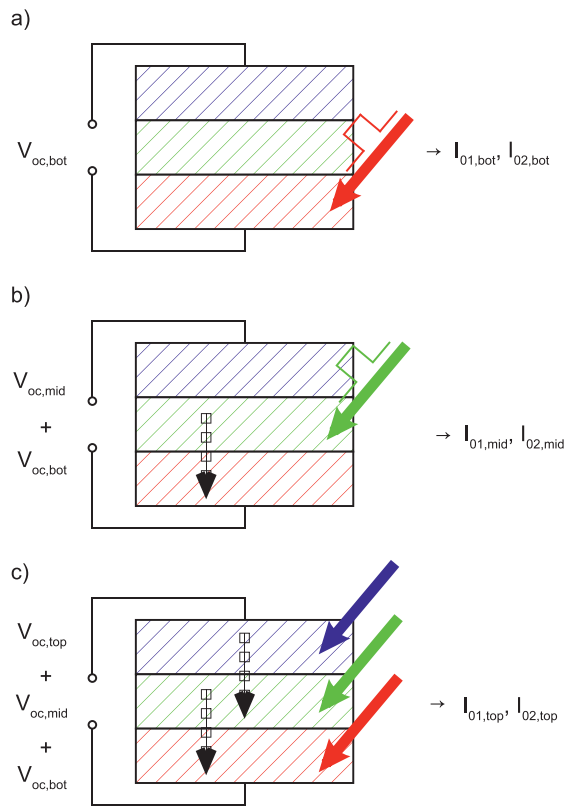 a)
V_oc,bot
→ I_01,bot, I_02,bot
b)
V_oc,mid
+
V_oc,bot
→ I_01,mid, I_02,mid
c)
V_oc,top
+
V_oc,mid
+
V_oc,bot
→ I_01,top, I_02,top